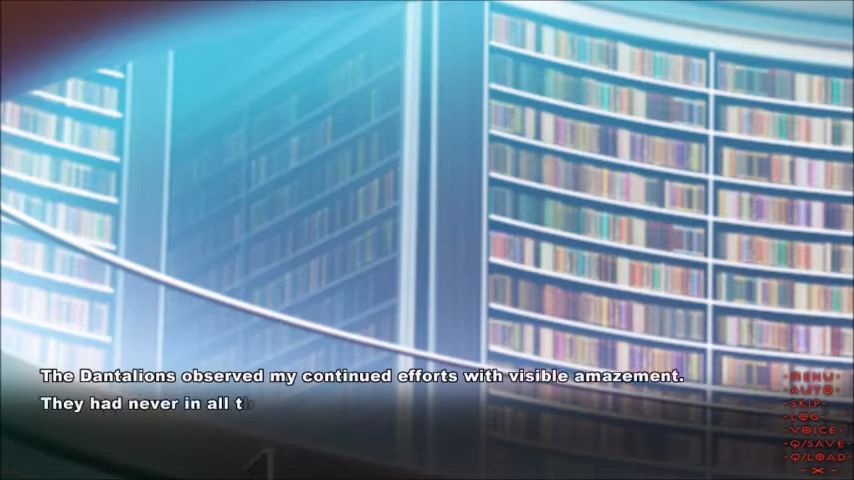 The Dantalions observed my continued efforts with visible amazement.
They had never in all th
-MENU-
-AUTO-
-SKIP-
-LOG-
-VOICE-
-Q/SAVE-
-Q/LOAD-
-X-